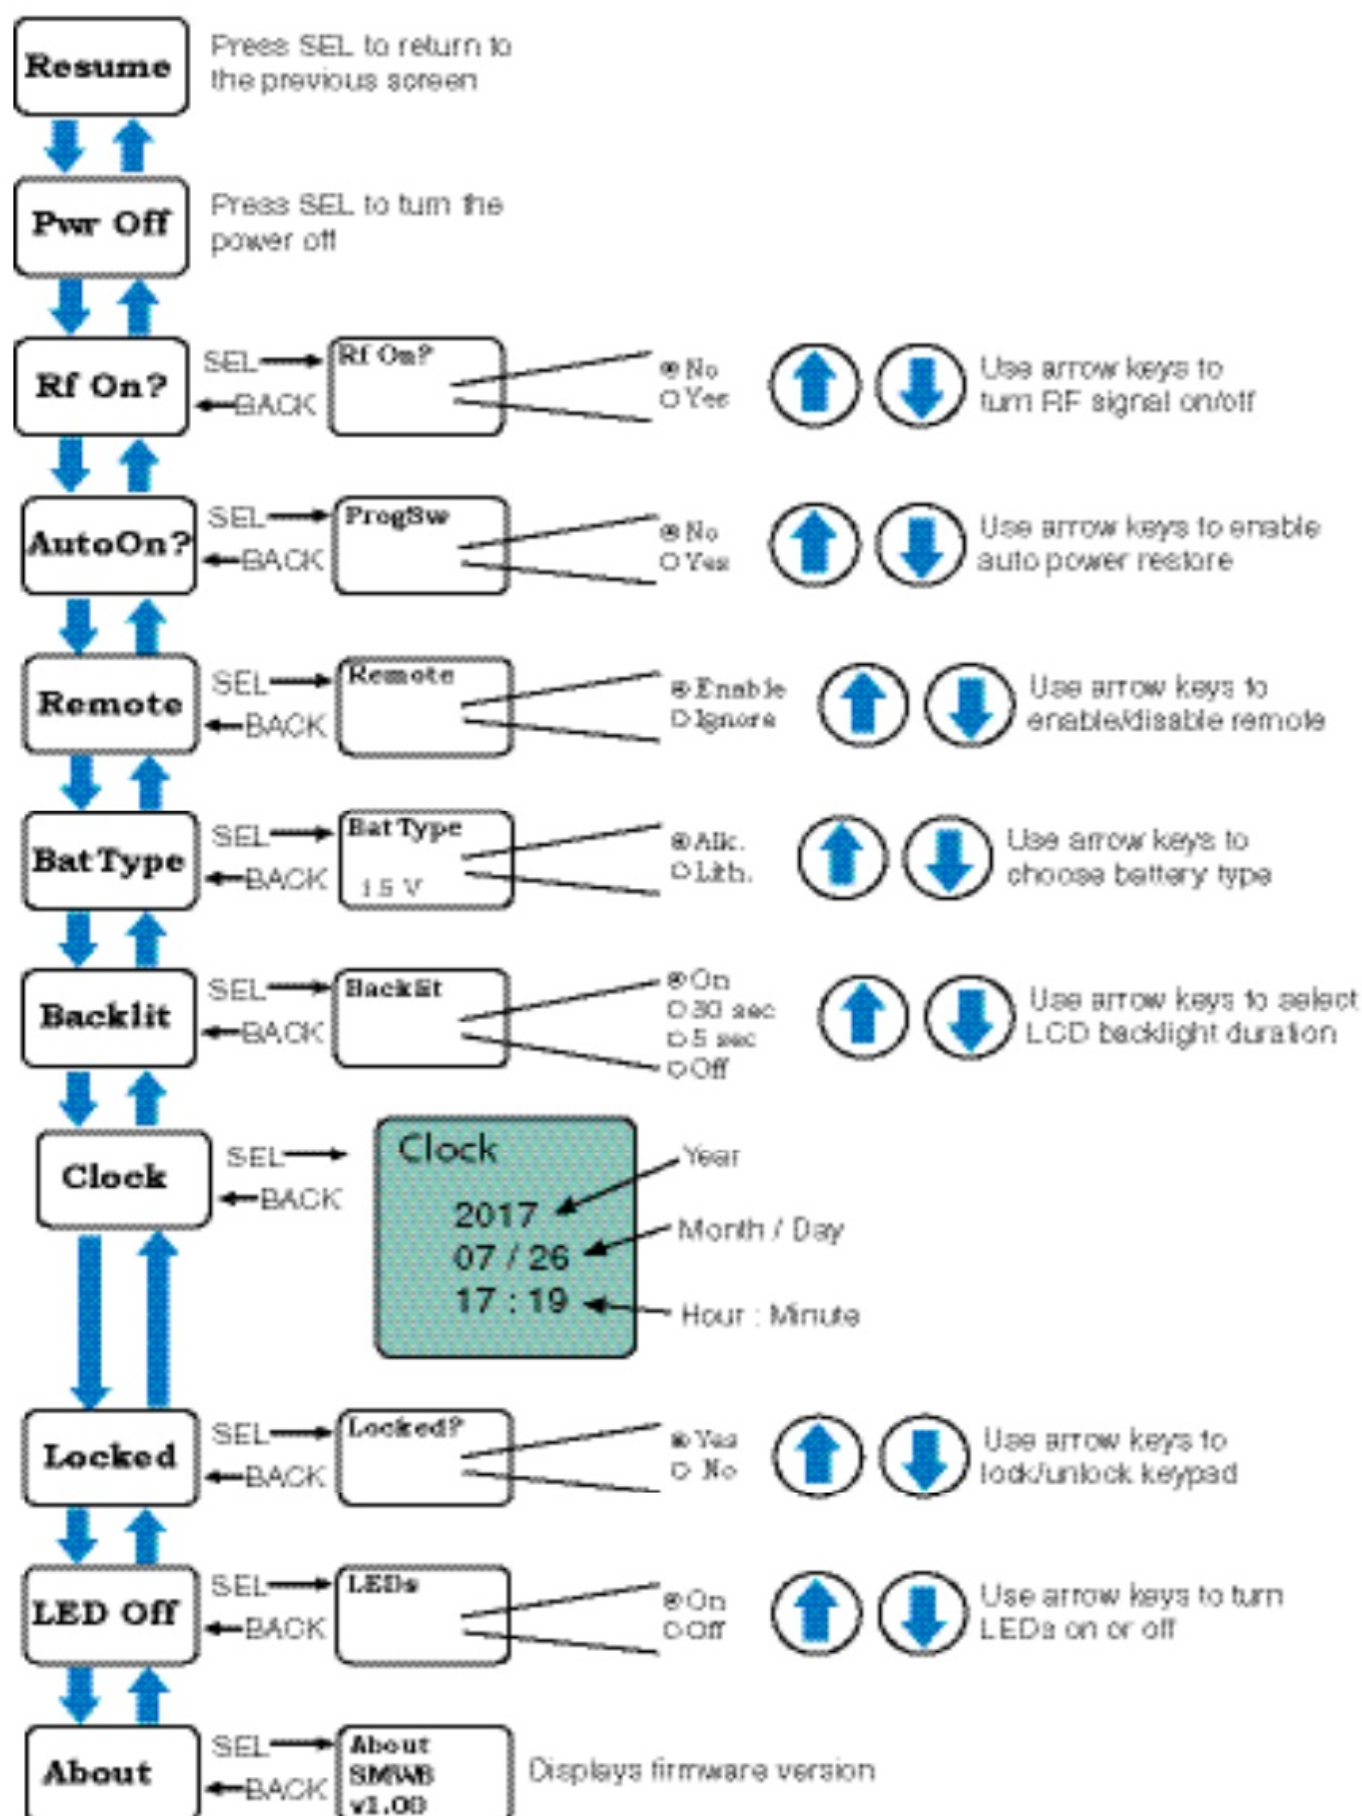 Resume
Press SEL to return to
the previous screen
Pwr Off
Press SEL to turn the
power off
Rf On?
SEL
BACK
Rf On?
No
Yes
Use arrow keys to
turn RF signal on/off
AutoOn?
SEL
BACK
ProgSw
No
Yes
Use arrow keys to enable
auto power restore
Remote
SEL
BACK
Remote
Enable
Ignore
Use arrow keys to
enable/disable remote
BatType
SEL
BACK
BatType
1.5 V
Alk.
Lith.
Use arrow keys to
choose battery type
Backlit
SEL
BACK
Backlit
On
30 sec
5 sec
Off
Use arrow keys to select
LCD backlight duration
Clock
SEL
BACK
Clock
2017
07 / 26
17 : 19
Year
Month / Day
Hour : Minute
Locked
SEL
BACK
Locked?
Yes
No
Use arrow keys to
lock/unlock keypad
LED Off
SEL
BACK
LEDs
On
Off
Use arrow keys to turn
LEDs on or off
About
SEL
BACK
About
SMWB
v1.00
Displays firmware version